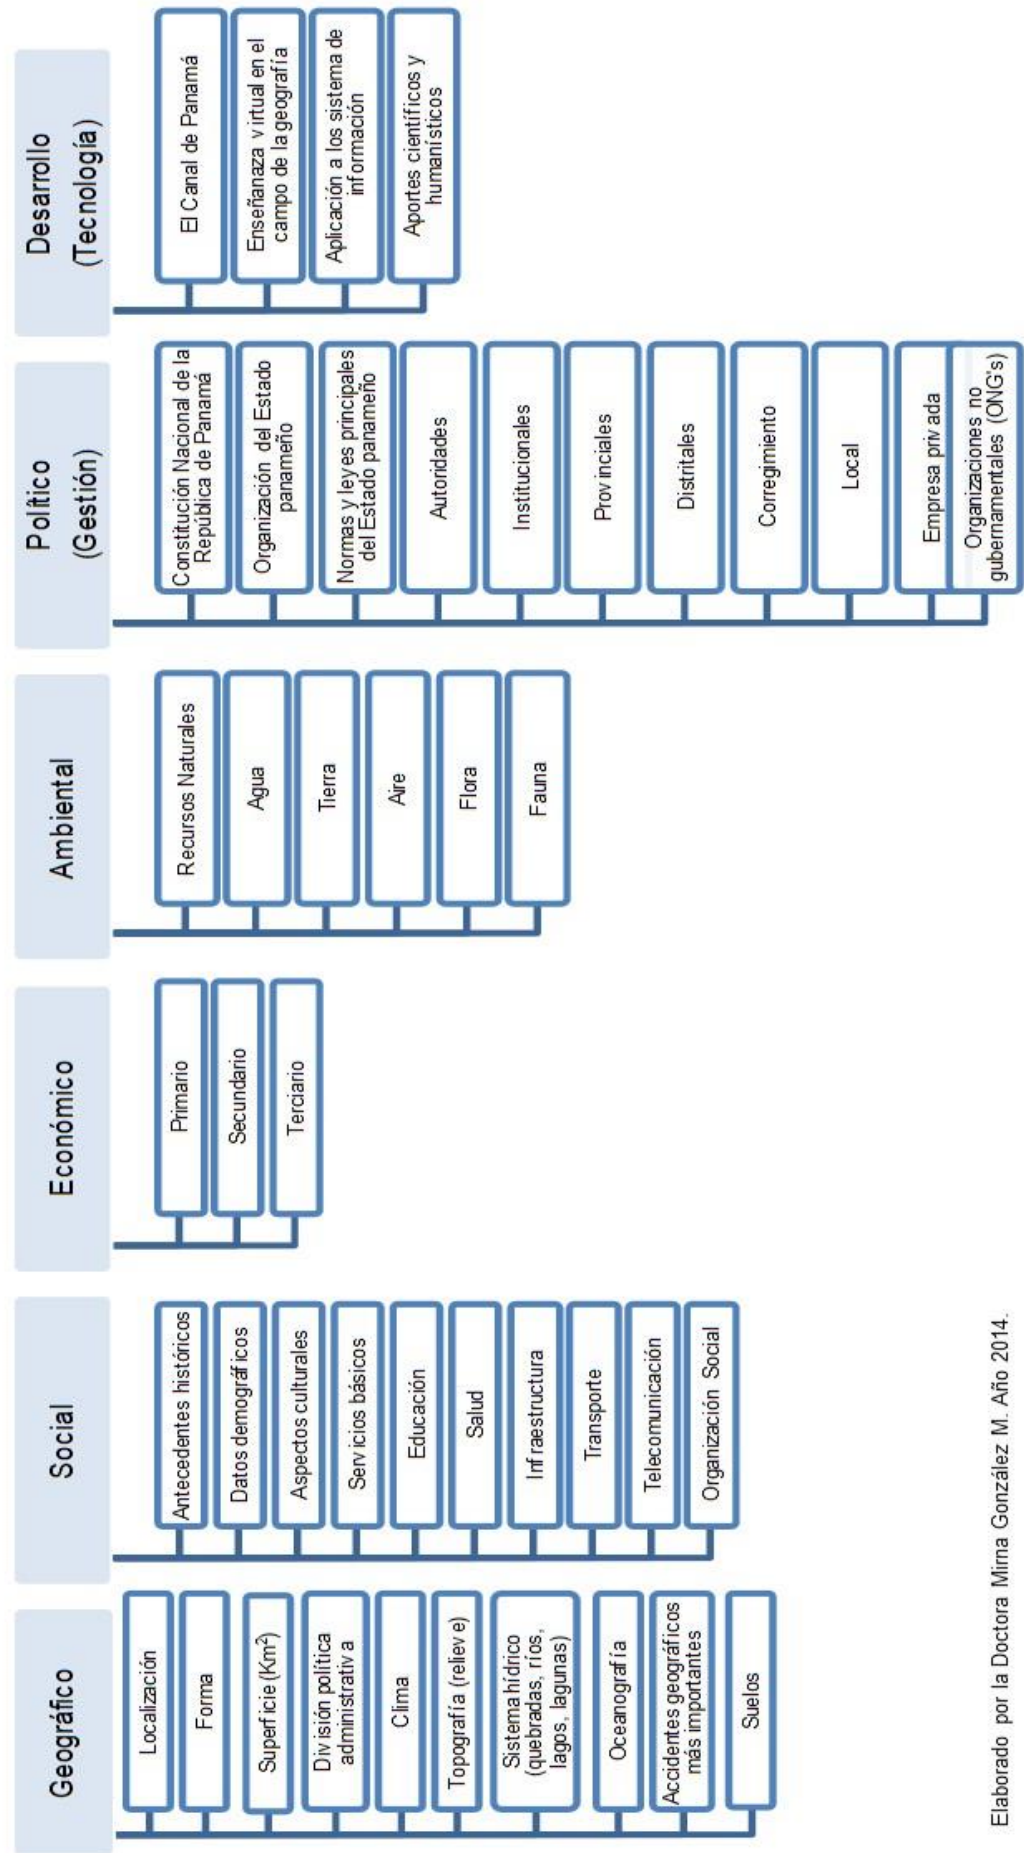 Geográfico
Localización
Forma
Superficie (Km²)
División política
administrativa
Clima
Topografía (relieve)
Sistema hídrico
(quebradas, ríos,
lagos, lagunas)
Oceanografía
Accidentes geográficos
más importantes
Suelos
Social
Antecedentes históricos
Datos demográficos
Aspectos culturales
Servicios básicos
Educación
Salud
Infraestructura
Transporte
Telecomunicación
Organización Social
Económico
Primario
Secundario
Terciario
Ambiental
Recursos Naturales
Agua
Tierra
Aire
Flora
Fauna
Político
(Gestión)
Constitución Nacional de la
República de Panamá
Organización del Estado
panameño
Normas y leyes principales
del Estado panameño
Autoridades
Institucionales
Provinciales
Distritales
Corregimiento
Local
Empresa privada
Organizaciones no
gubernamentales (ONG's)
Desarrollo
(Tecnología)
El Canal de Panamá
Enseñanaza virtual en el
campo de la geografía
Aplicación a los sistema de
información
Aportes científicos y
humanísticos
Elaborado por la Doctora Mirna González M. Año 2014.